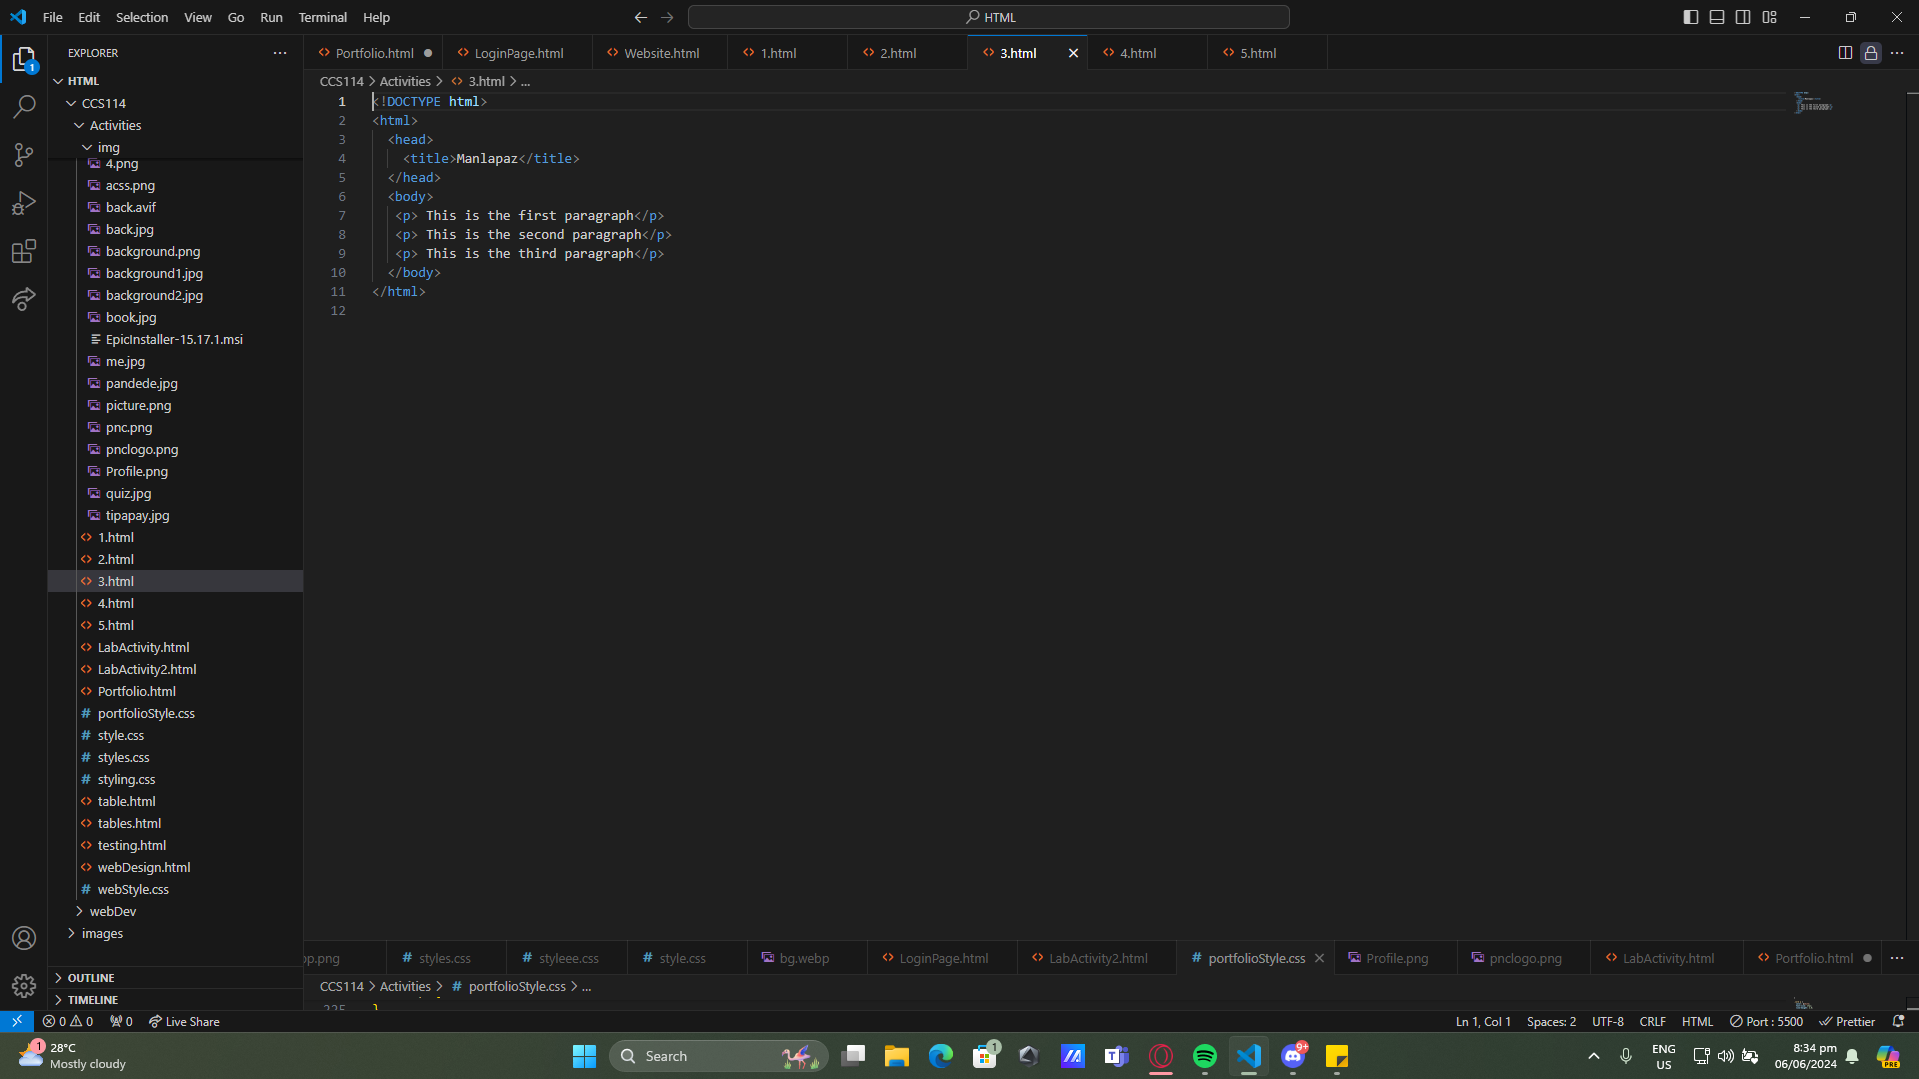 File Edit Selection View Go Run Terminal Help
HTML
EXPLORER
HTML
CCS114
Activities
img
4.png
acss.png
back.avif
back.jpg
background.png
background1.jpg
background2.jpg
book.jpg
EpicInstaller-15.17.1.msi
me.jpg
pandede.jpg
picture.png
pnc.png
pnclogo.png
Profile.png
quiz.jpg
tipapay.jpg
1.html
2.html
3.html
4.html
5.html
LabActivity.html
LabActivity2.html
Portfolio.html
portfolioStyle.css
style.css
styles.css
styling.css
table.html
tables.html
testing.html
webDesign.html
webStyle.css
webDev
images
OUTLINE
TIMELINE
1
Portfolio.html LoginPage.html Website.html 1.html 2.html 3.html 4.html 5.html
CCS114 > Activities > 3.html > ...
1 <!DOCTYPE html>
2 <html>
3 <head>
4 <title>Manlapaz</title>
5 </head>
6 <body>
7 <p> This is the first paragraph</p>
8 <p> This is the second paragraph</p>
9 <p> This is the third paragraph</p>
10 </body>
11 </html>
12
styles.css styleee.css style.css bg.webp LoginPage.html LabActivity2.html portfolioStyle.css Profile.png pnclogo.png LabActivity.html Portfolio.html
CCS114 > Activities > # portfolioStyle.css > ...
0 0 0 Live Share
Ln 1, Col 1 Spaces: 2 UTF-8 CRLF HTML Port : 5500 Prettier
1
28°C
Mostly cloudy
Search
1
9+
ENG
US
8:34 pm
06/06/2024
PRE